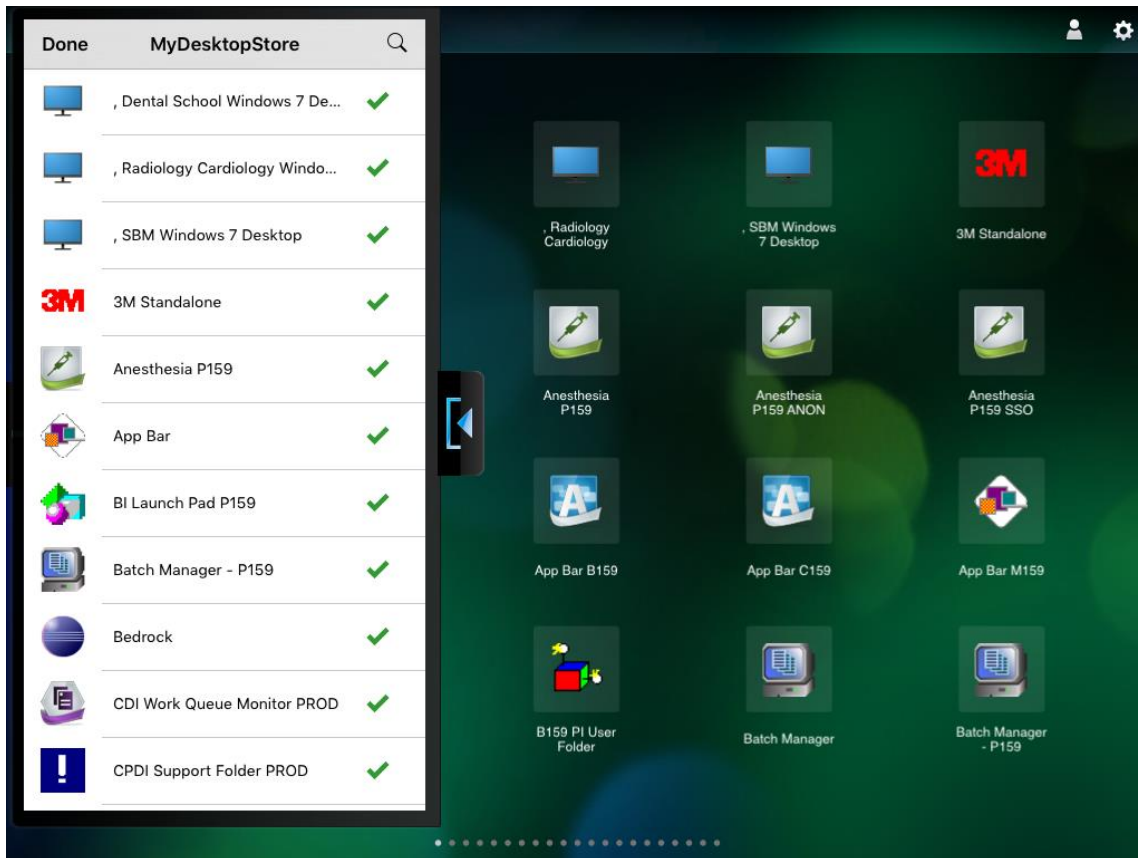 Done MyDesktopStore
, Dental School Windows 7 De...
, Radiology Cardiology Windo...
, SBM Windows 7 Desktop
3M
3M Standalone
Anesthesia P159
App Bar
BI Launch Pad P159
Batch Manager - P159
Bedrock
CDI Work Queue Monitor PROD
CPDI Support Folder PROD
, Radiology
Cardiology
, SBM Windows
7 Desktop
3M
3M Standalone
Anesthesia
P159
Anesthesia
P159 ANON
Anesthesia
P159 SSO
A
App Bar B159
A
App Bar C159
App Bar M159
B159 PI User
Folder
Batch Manager
Batch Manager
- P159